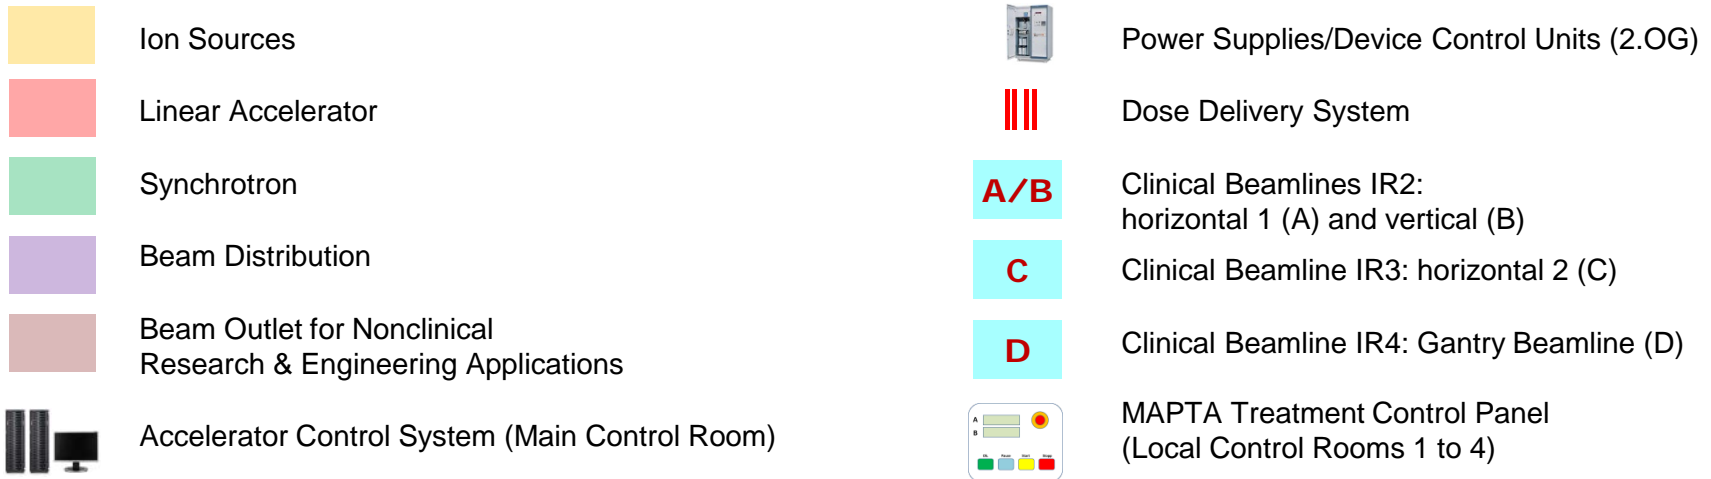 Ion Sources
Linear Accelerator
Synchrotron
Beam Distribution
Beam Outlet for Nonclinical
Research & Engineering Applications
Accelerator Control System (Main Control Room)
Power Supplies/Device Control Units (2.OG)
Dose Delivery System
A/B
Clinical Beamlines IR2:
horizontal 1 (A) and vertical (B)
C
Clinical Beamline IR3: horizontal 2 (C)
D
Clinical Beamline IR4: Gantry Beamline (D)
A
B
Pause
Start
MAPTA Treatment Control Panel
(Local Control Rooms 1 to 4)